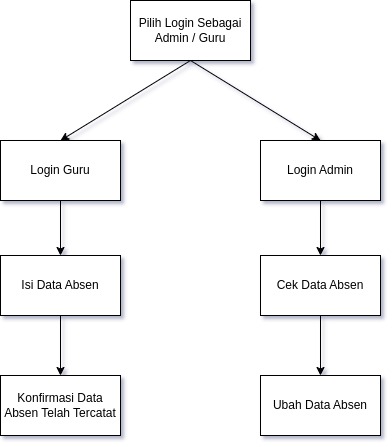 Pilih Login Sebagai
Admin / Guru
Login Guru
Login Admin
Isi Data Absen
Cek Data Absen
Konfirmasi Data
Absen Telah Tercatat
Ubah Data Absen